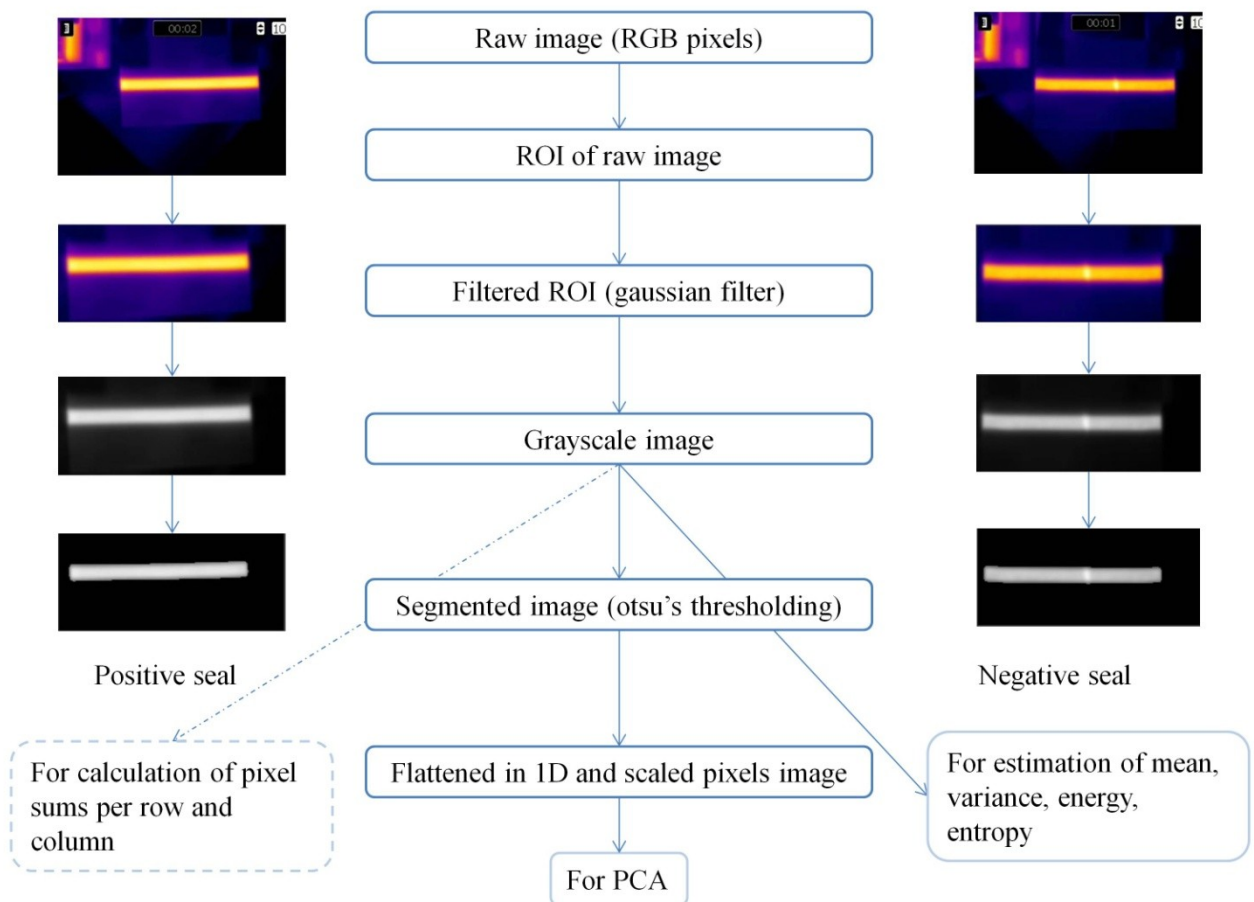 00:02
10
Raw image (RGB pixels)
00:01
10
ROI of raw image
Filtered ROI (gaussian filter)
Grayscale image
Segmented image (otsu's thresholding)
Positive seal
Negative seal
For calculation of pixel
sums per row and
column
Flattened in 1D and scaled pixels image
For estimation of mean,
variance, energy,
entropy
For PCA